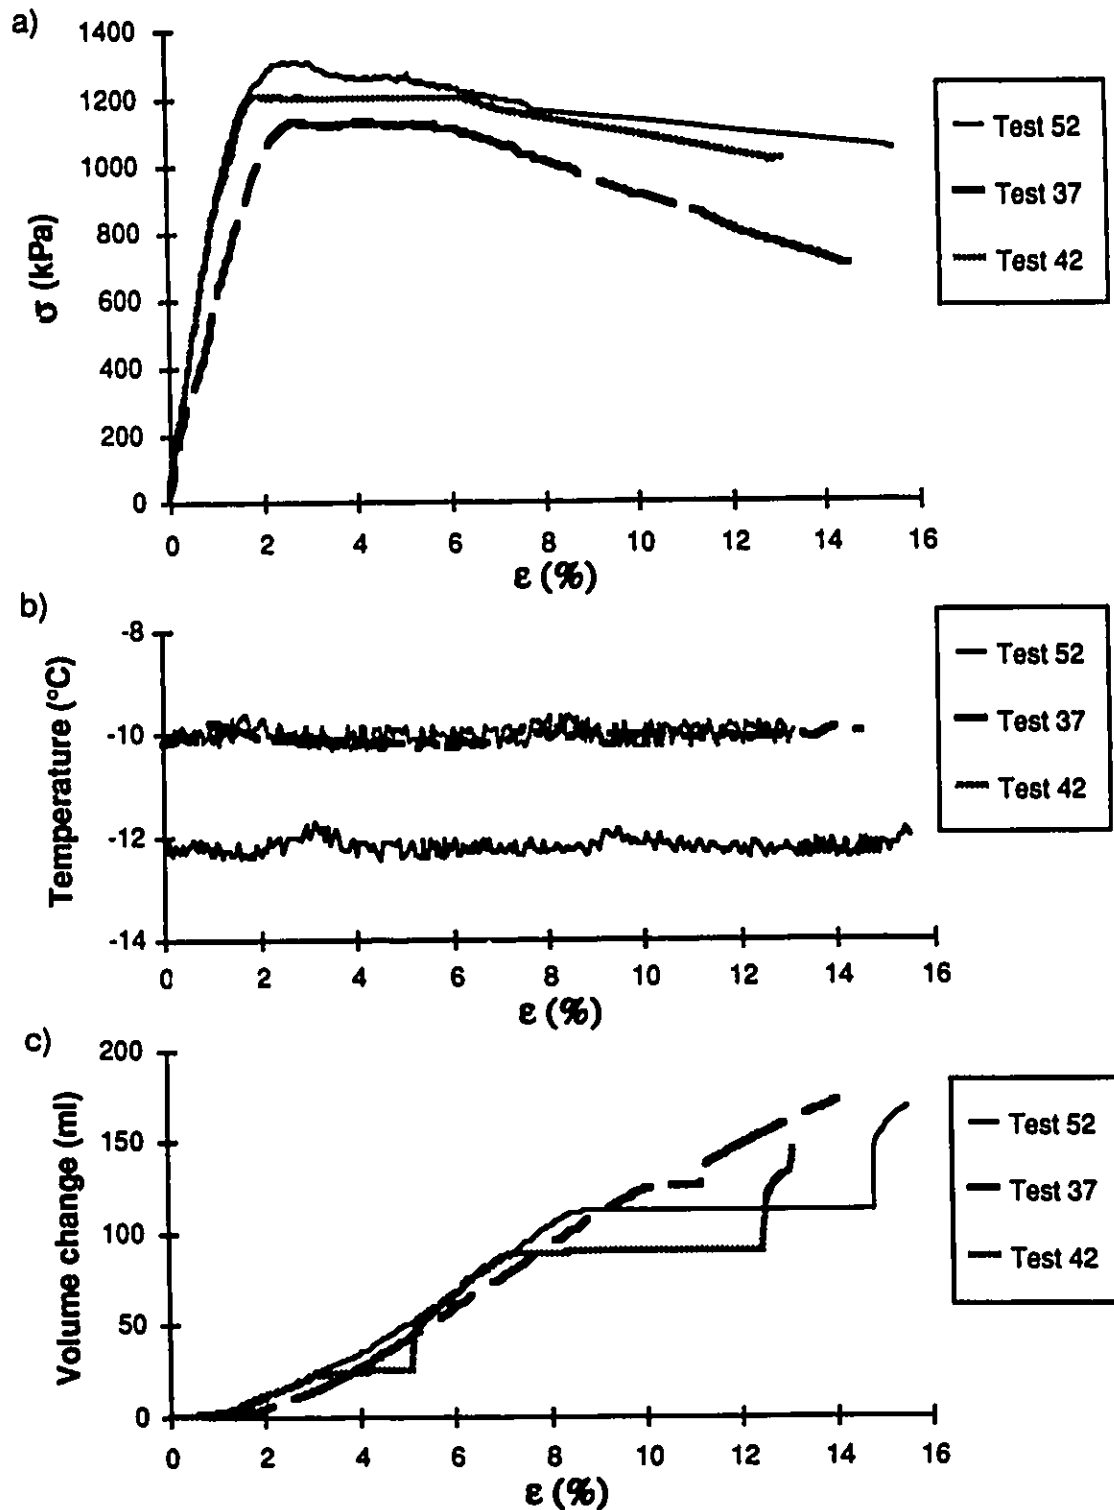 a)
1400
1200
1000
800
600
400
200
0
σ (kPa)
0 2 4 6 8 10 12 14 16
ε (%)
Test 52
Test 37
Test 42
b)
-8
-10
-12
-14
Temperature (°C)
0 2 4 6 8 10 12 14 16
ε (%)
Test 52
Test 37
Test 42
c)
200
150
100
50
0
Volume change (ml)
0 2 4 6 8 10 12 14 16
ε (%)
Test 52
Test 37
Test 42